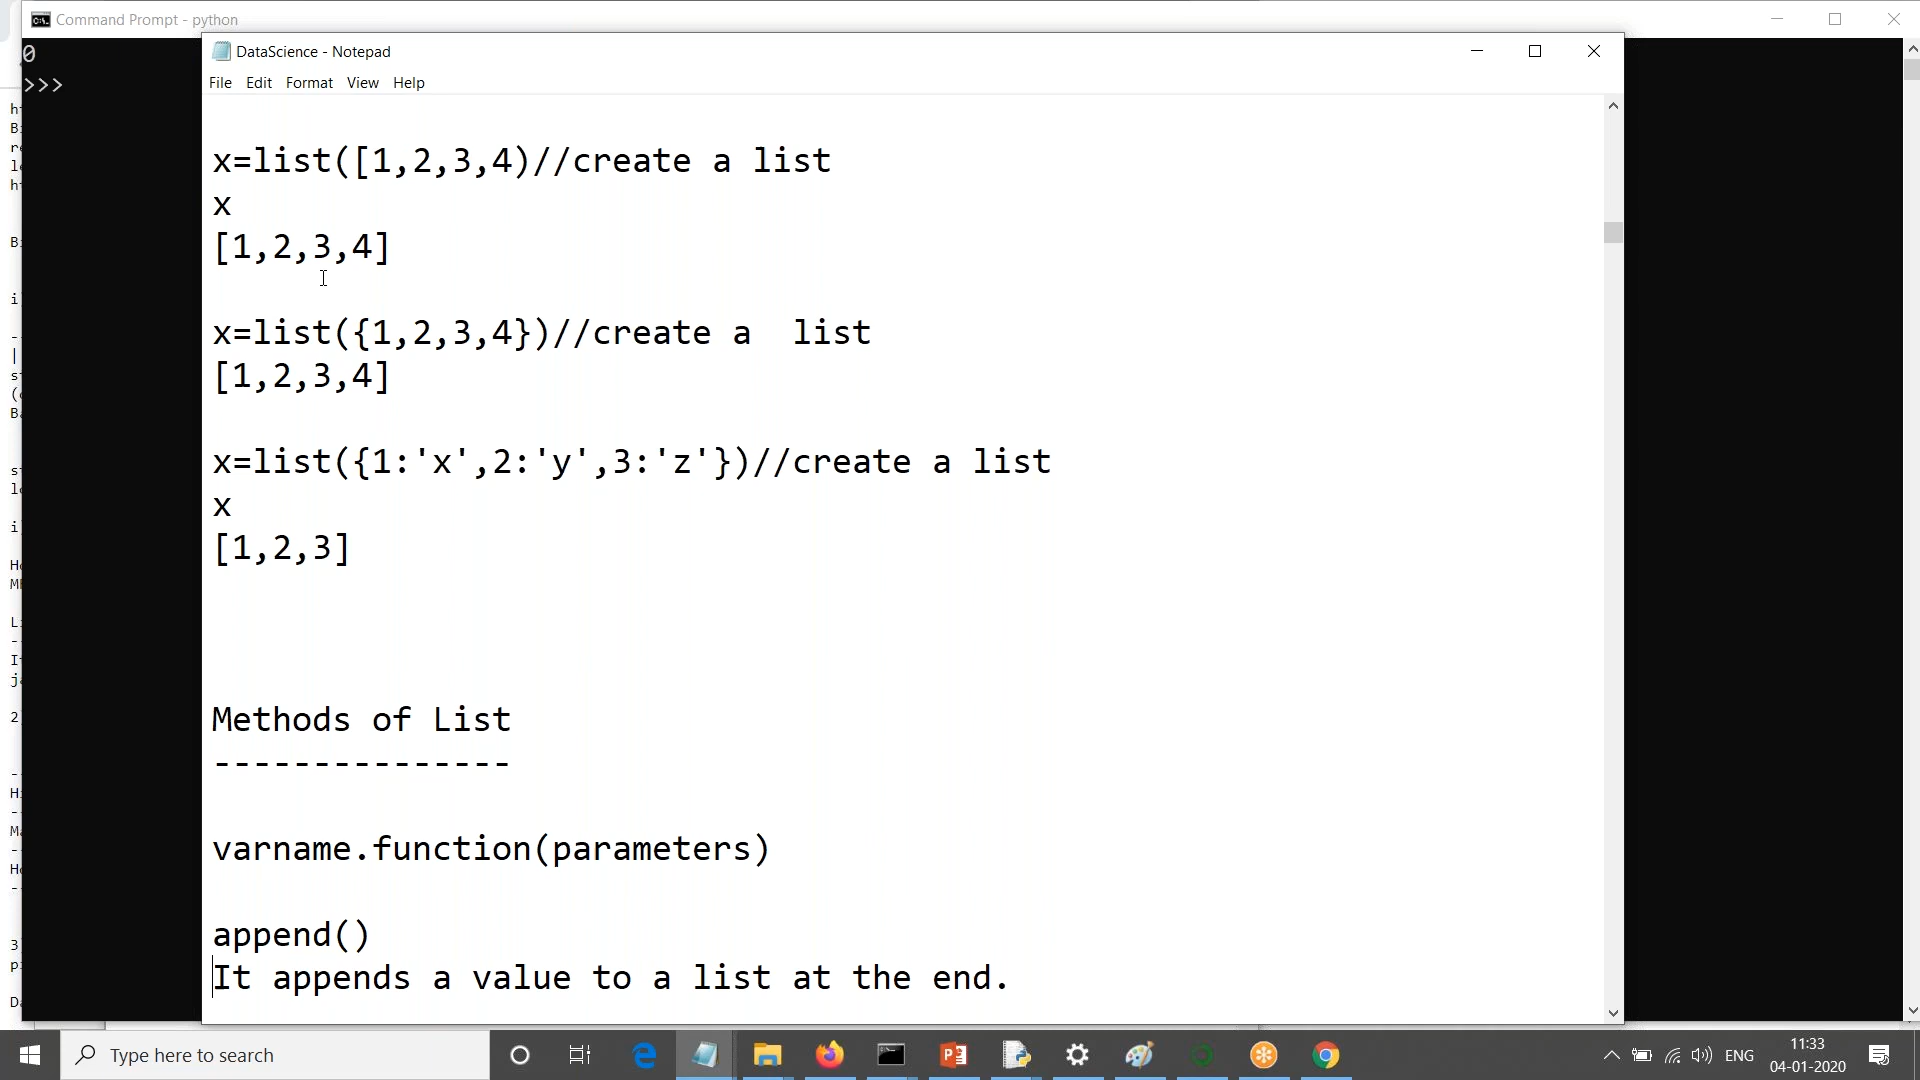 Command Prompt - python
0
>>>
DataScience - Notepad
File Edit Format View Help
x=list([1,2,3,4)//create a list
x
[1,2,3,4]
x=list({1,2,3,4})//create a  list
[1,2,3,4]
x=list({1:'x',2:'y',3:'z'})//create a list
x
[1,2,3]
Methods of List
---------------
varname.function(parameters)
append()
It appends a value to a list at the end.
Type here to search
ENG
11:33
04-01-2020